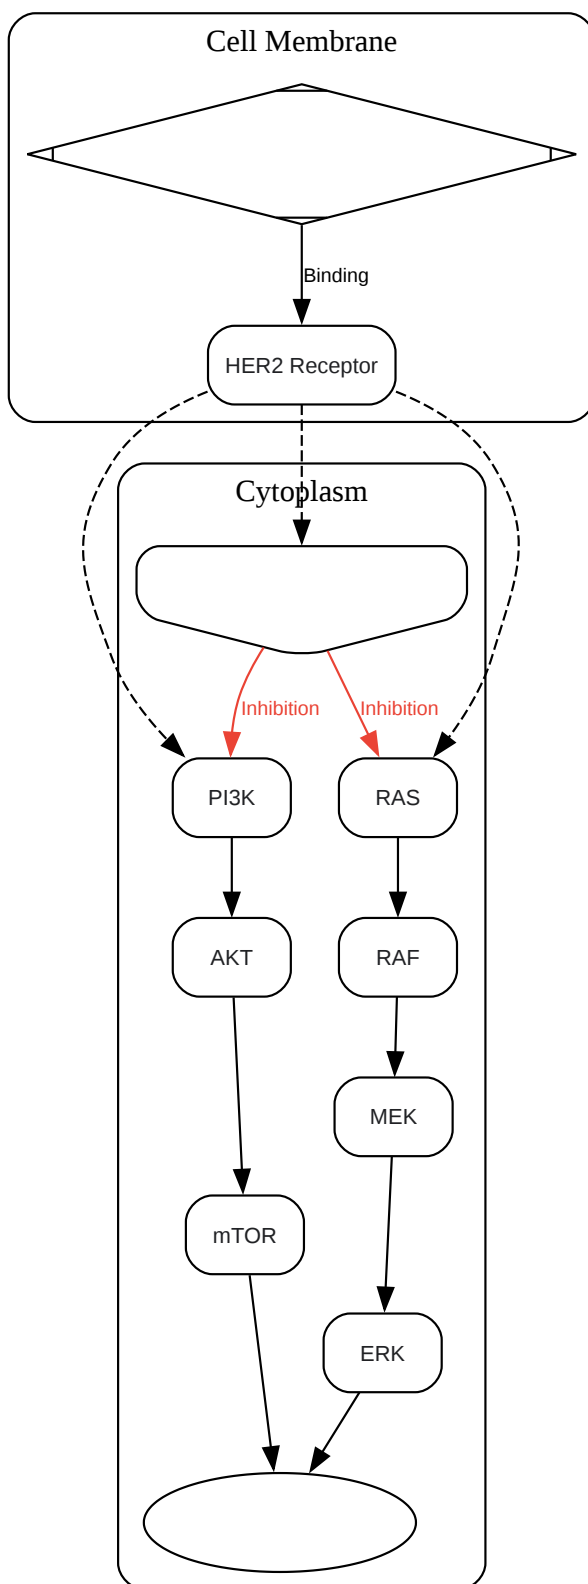 Cell Membrane
Binding
HER2 Receptor
Cytoplasm
Inhibition
Inhibition
PI3K
RAS
AKT
RAF
MEK
mTOR
ERK